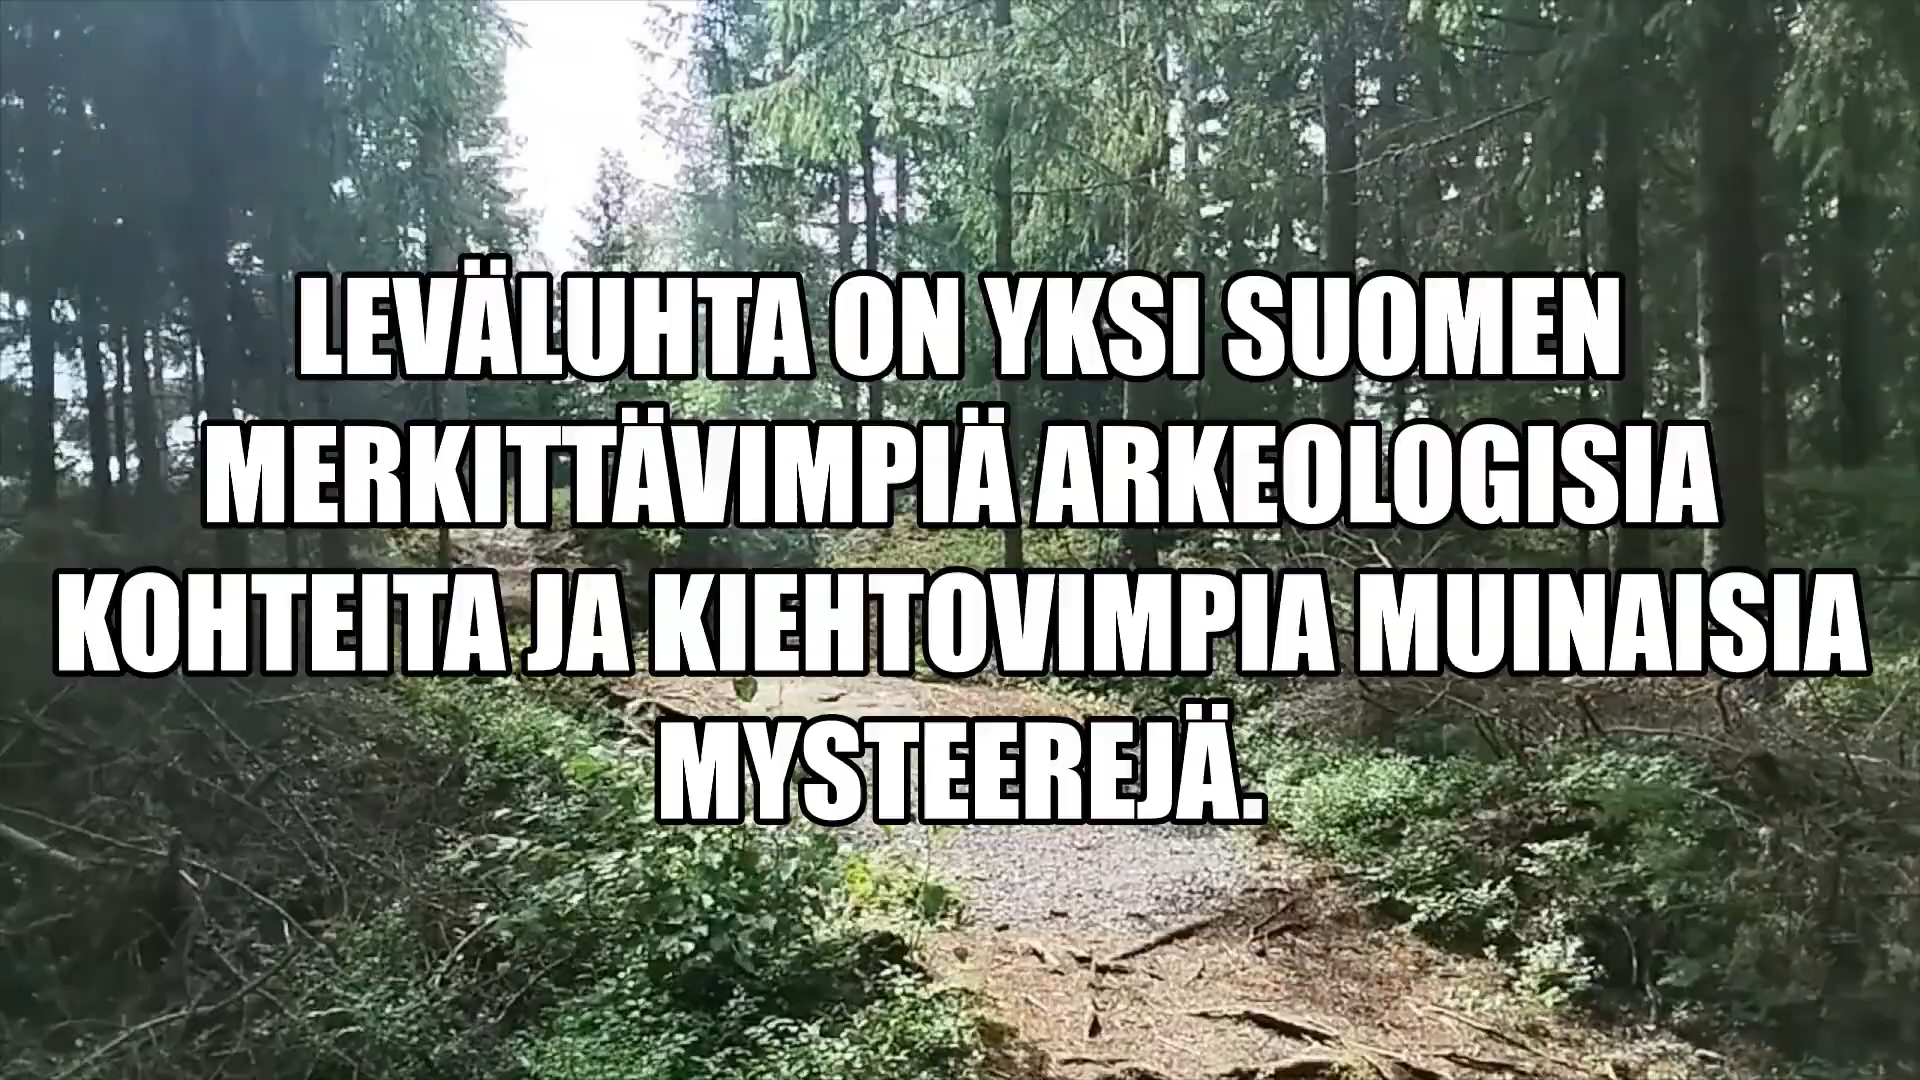 LEVÄLUHTA ON YKSI SUOMEN
MERKITTÄVIMPIÄ ARKEOLOGISIA
KOHTEITA JA KIEHTOVIMPIA MUINAISIA
MYSTEEREJÄ.